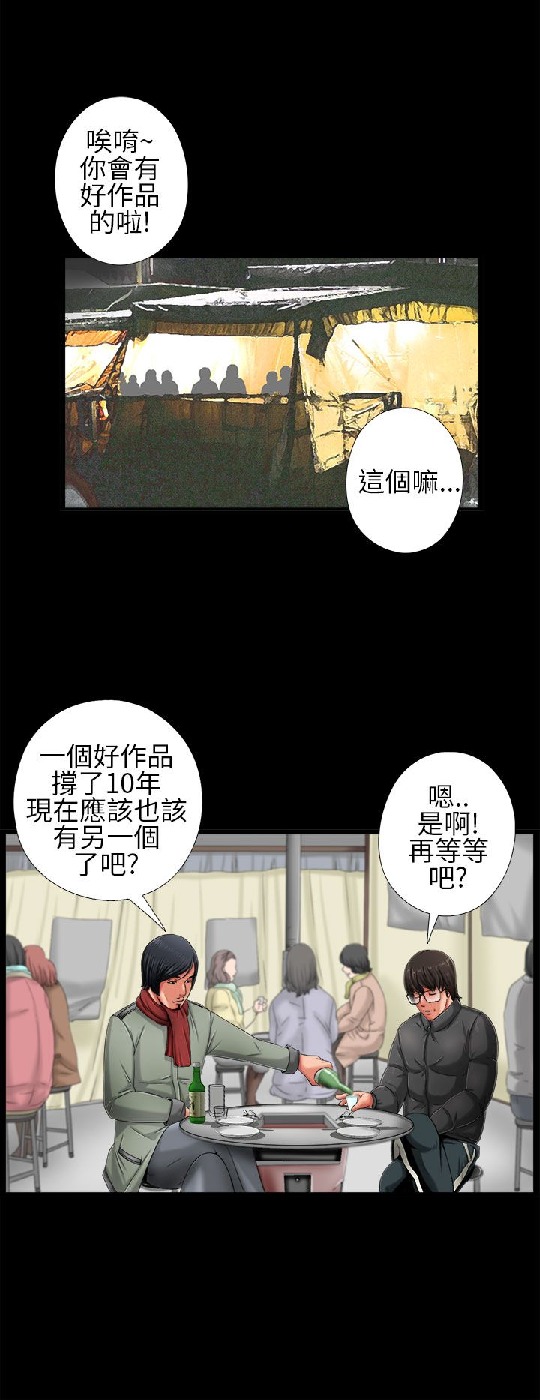 唉唷~
你會有
好作品
的啦!
這個嘛...
一個好作品
撐了10年
現在應該也該
有另一個
了吧?
嗯..
是啊!
再等等
吧?